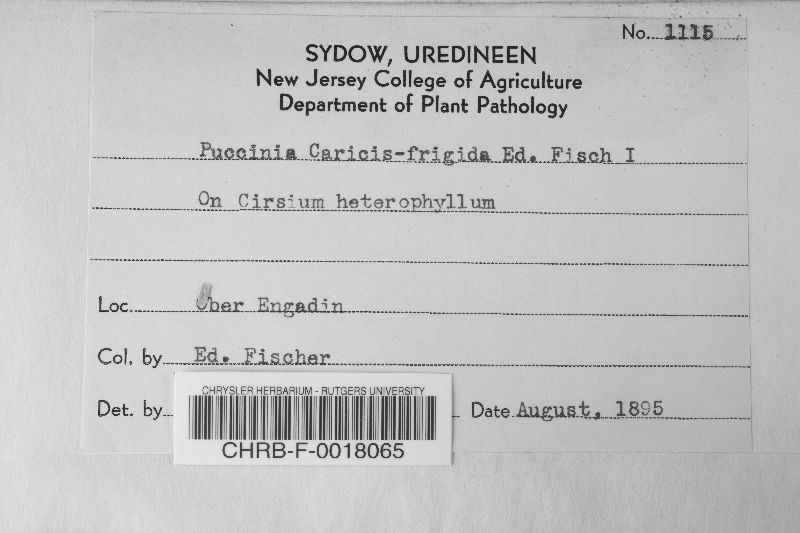 No. 1115
SYDOW, UREDINEEN
New Jersey College of Agriculture
Department of Plant Pathology
Puccinia Caricis-frigida Ed. Fisch I
On Cirsium heterophyllum
Loc. Ober Engadin
Col. by Ed. Fischer
Det. by
Date August, 1895
CHRYSLER HERBARIUM - RUTGERS UNIVERSITY
CHRB-F-0018065